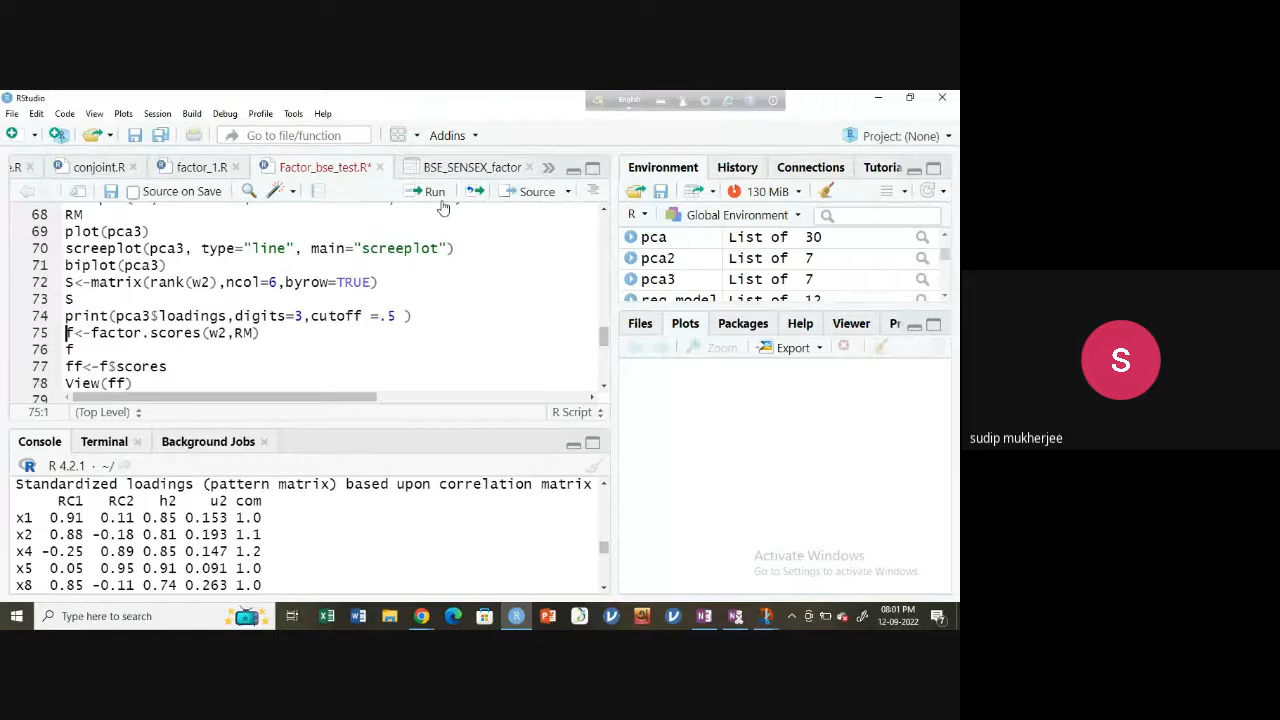 RStudio
English
File Edit Code View Plots Session Build Debug Profile Tools Help
Go to file/function
Addins
Project: (None)
e.R
conjoint.R
factor_1.R
Factor_bse_test.R*
BSE_SENSEX_factor
Source on Save
Run
Source
68 RM
69 plot(pca3)
70 screeplot(pca3, type="line", main="screeplot")
71 biplot(pca3)
72 S<-matrix(rank(w2),ncol=6,byrow=TRUE)
73 S
74 print(pca3$loadings,digits=3,cutoff =.5 )
75 f<-factor.scores(w2,RM)
76 f
77 ff<-f$scores
78 View(ff)
79
75:1 (Top Level) R Script
Console Terminal Background Jobs
R 4.2.1 · ~/
Standardized loadings (pattern matrix) based upon correlation matrix
RC1 RC2 h2 u2 com
x1 0.91 0.11 0.85 0.153 1.0
x2 0.88 -0.18 0.81 0.193 1.1
x4 -0.25 0.89 0.85 0.147 1.2
x5 0.05 0.95 0.91 0.091 1.0
x8 0.85 -0.11 0.74 0.263 1.0
Environment History Connections Tutoria
130 MiB
R Global Environment
pca List of 30
pca2 List of 7
pca3 List of 7
reg_model List of 12
Files Plots Packages Help Viewer Pr
Zoom Export
Activate Windows
Go to Settings to activate Windows.
Type here to search
08:01 PM
12-09-2022
7
S
sudip mukherjee